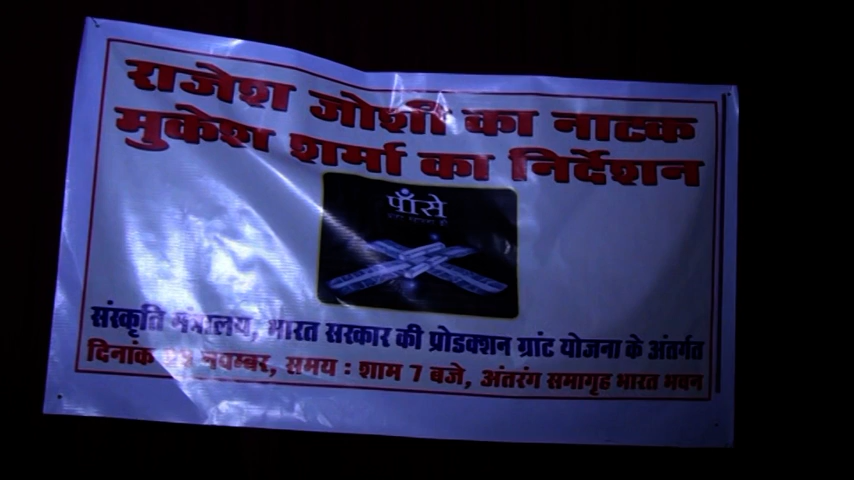 राजेश जोशी का नाटक
मुकेश शर्मा का निर्देशन
पाँसे
संस्कृति मंत्रालय, भारत सरकार की प्रोडक्शन ग्रांट योजना के अंतर्गत
दिनांक नवम्बर, समय : शाम 7 बजे, अंतरंग सभागृह भारत भवन